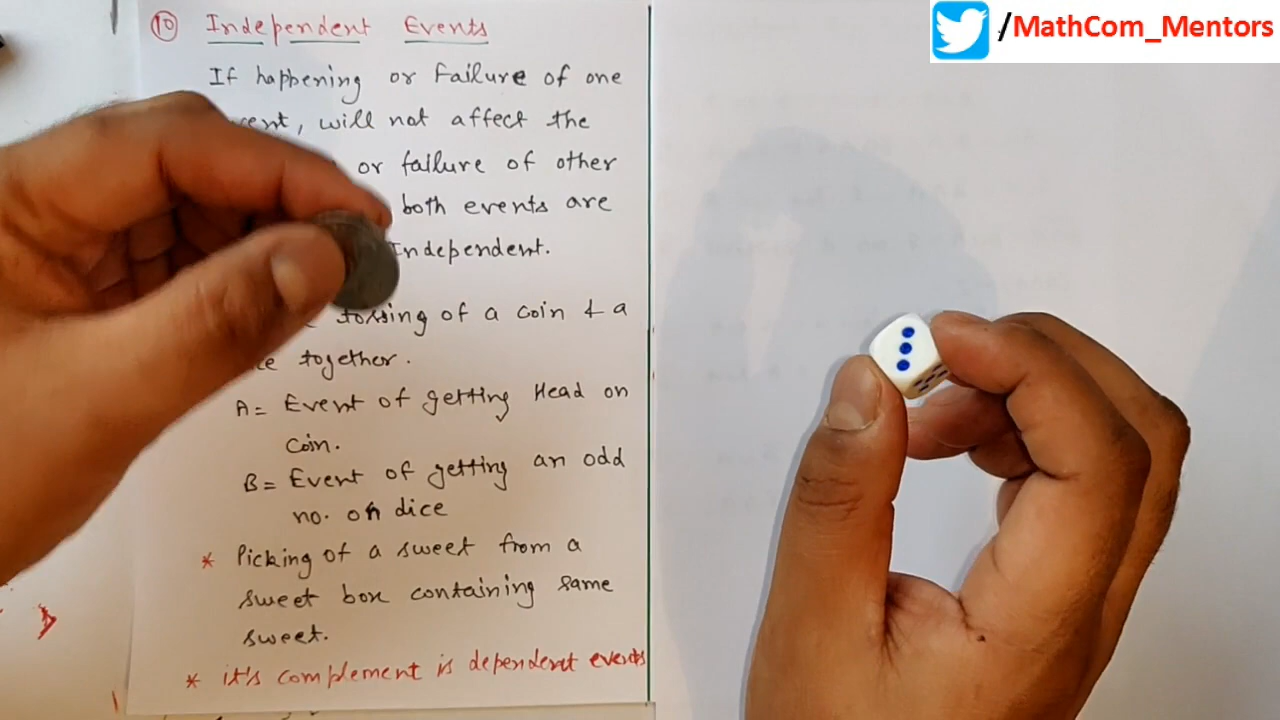 /MathCom_Mentors
10 Independent Events
If happening or failure of one
, will not affect the
or failure of other
both events are
Independent.
tossing of a coin & a
together.
A = Event of getting Head on
coin.
B = Event of getting an odd
no. on dice
* Picking of a sweet from a
sweet box containing same
sweet.
* it's complement is dependent events